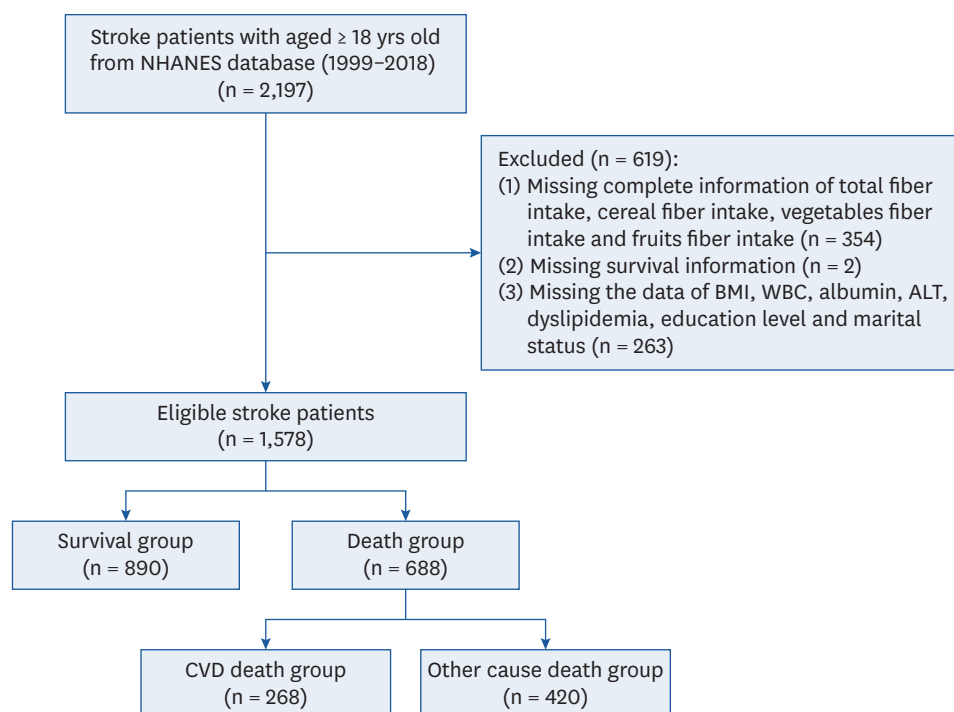 Stroke patients with aged ≥ 18 yrs old
from NHANES database (1999–2018)
(n = 2,197)
Excluded (n = 619):
(1) Missing complete information of total fiber
intake, cereal fiber intake, vegetables fiber
intake and fruits fiber intake (n = 354)
(2) Missing survival information (n = 2)
(3) Missing the data of BMI, WBC, albumin, ALT,
dyslipidemia, education level and marital
status (n = 263)
Eligible stroke patients
(n = 1,578)
Survival group
(n = 890)
Death group
(n = 688)
CVD death group
(n = 268)
Other cause death group
(n = 420)